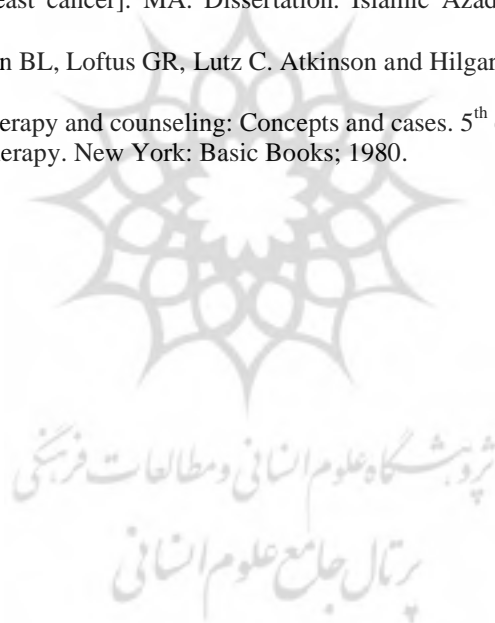 east cancer]. MA. Dissertation. Islamic Azad
n BL, Loftus GR, Lutz C. Atkinson and Hilgar
erapy and counseling: Concepts and cases. 5th
erapy. New York: Basic Books; 1980.
پژوهشگاه علوم انسانی و مطالعات فرهنگی
پرتال جامع علوم انسانی